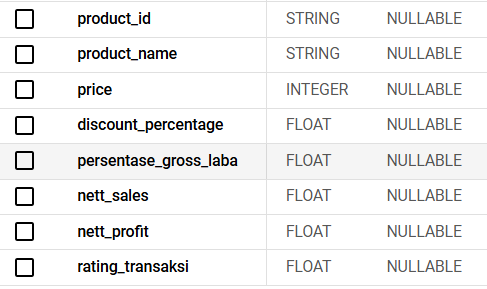 product_id STRING NULLABLE
product_name STRING NULLABLE
price INTEGER NULLABLE
discount_percentage FLOAT NULLABLE
persentase_gross_laba FLOAT NULLABLE
nett_sales FLOAT NULLABLE
nett_profit FLOAT NULLABLE
rating_transaksi FLOAT NULLABLE